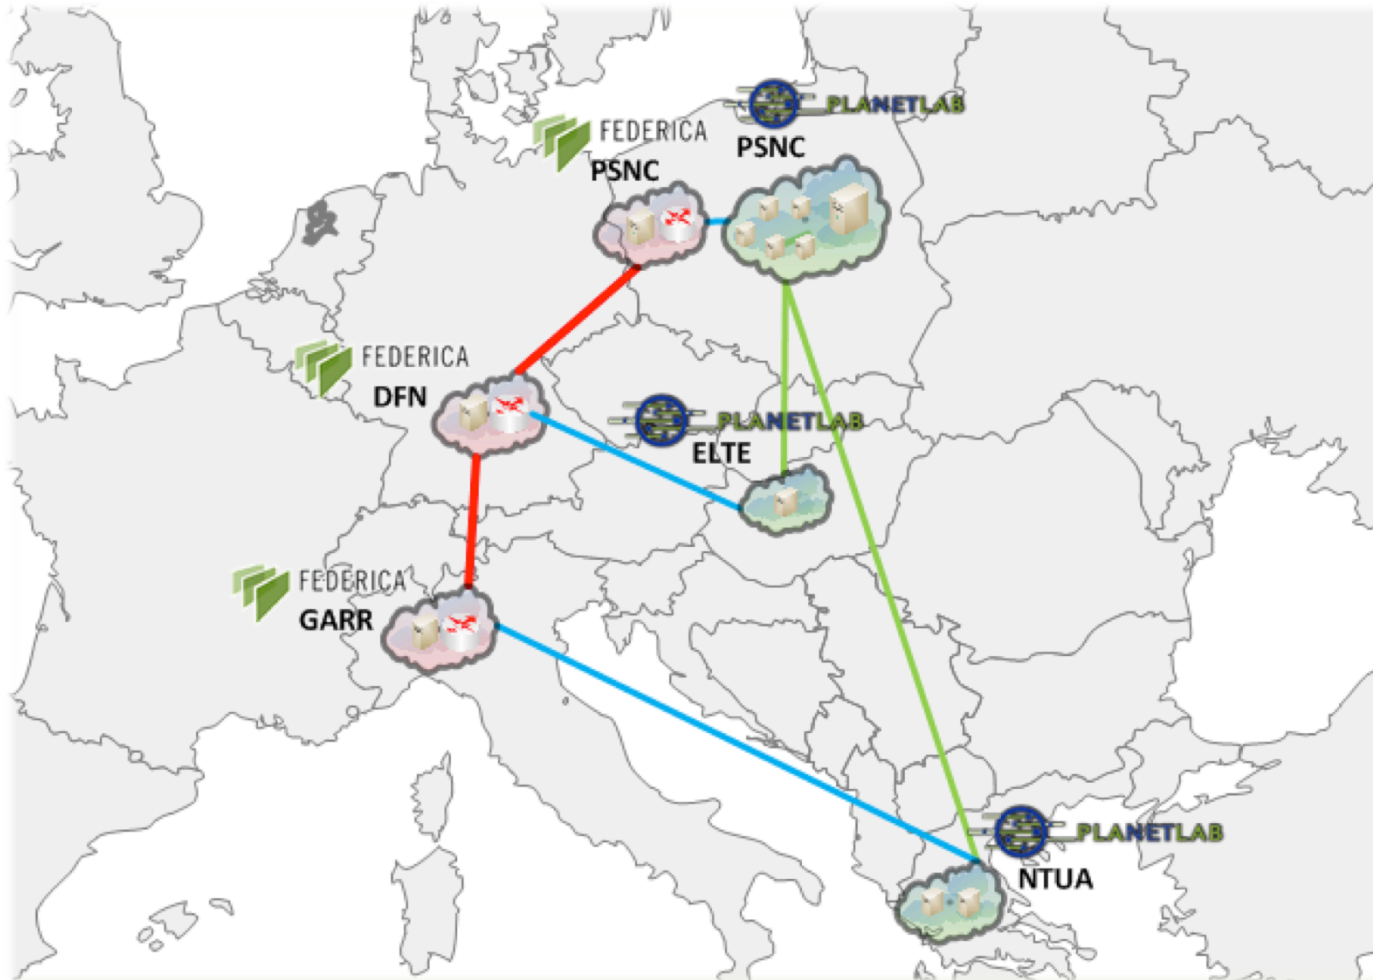 PLANETLAB
PSNC
FEDERICA
PSNC
FEDERICA
DFN
PLANETLAB
ELTE
FEDERICA
GARR
PLANETLAB
NTUA